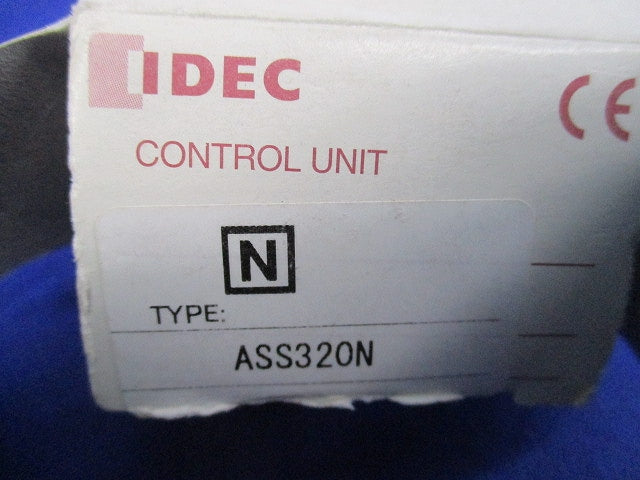 IDEC
CE
CONTROL UNIT
N
TYPE:
ASS320N